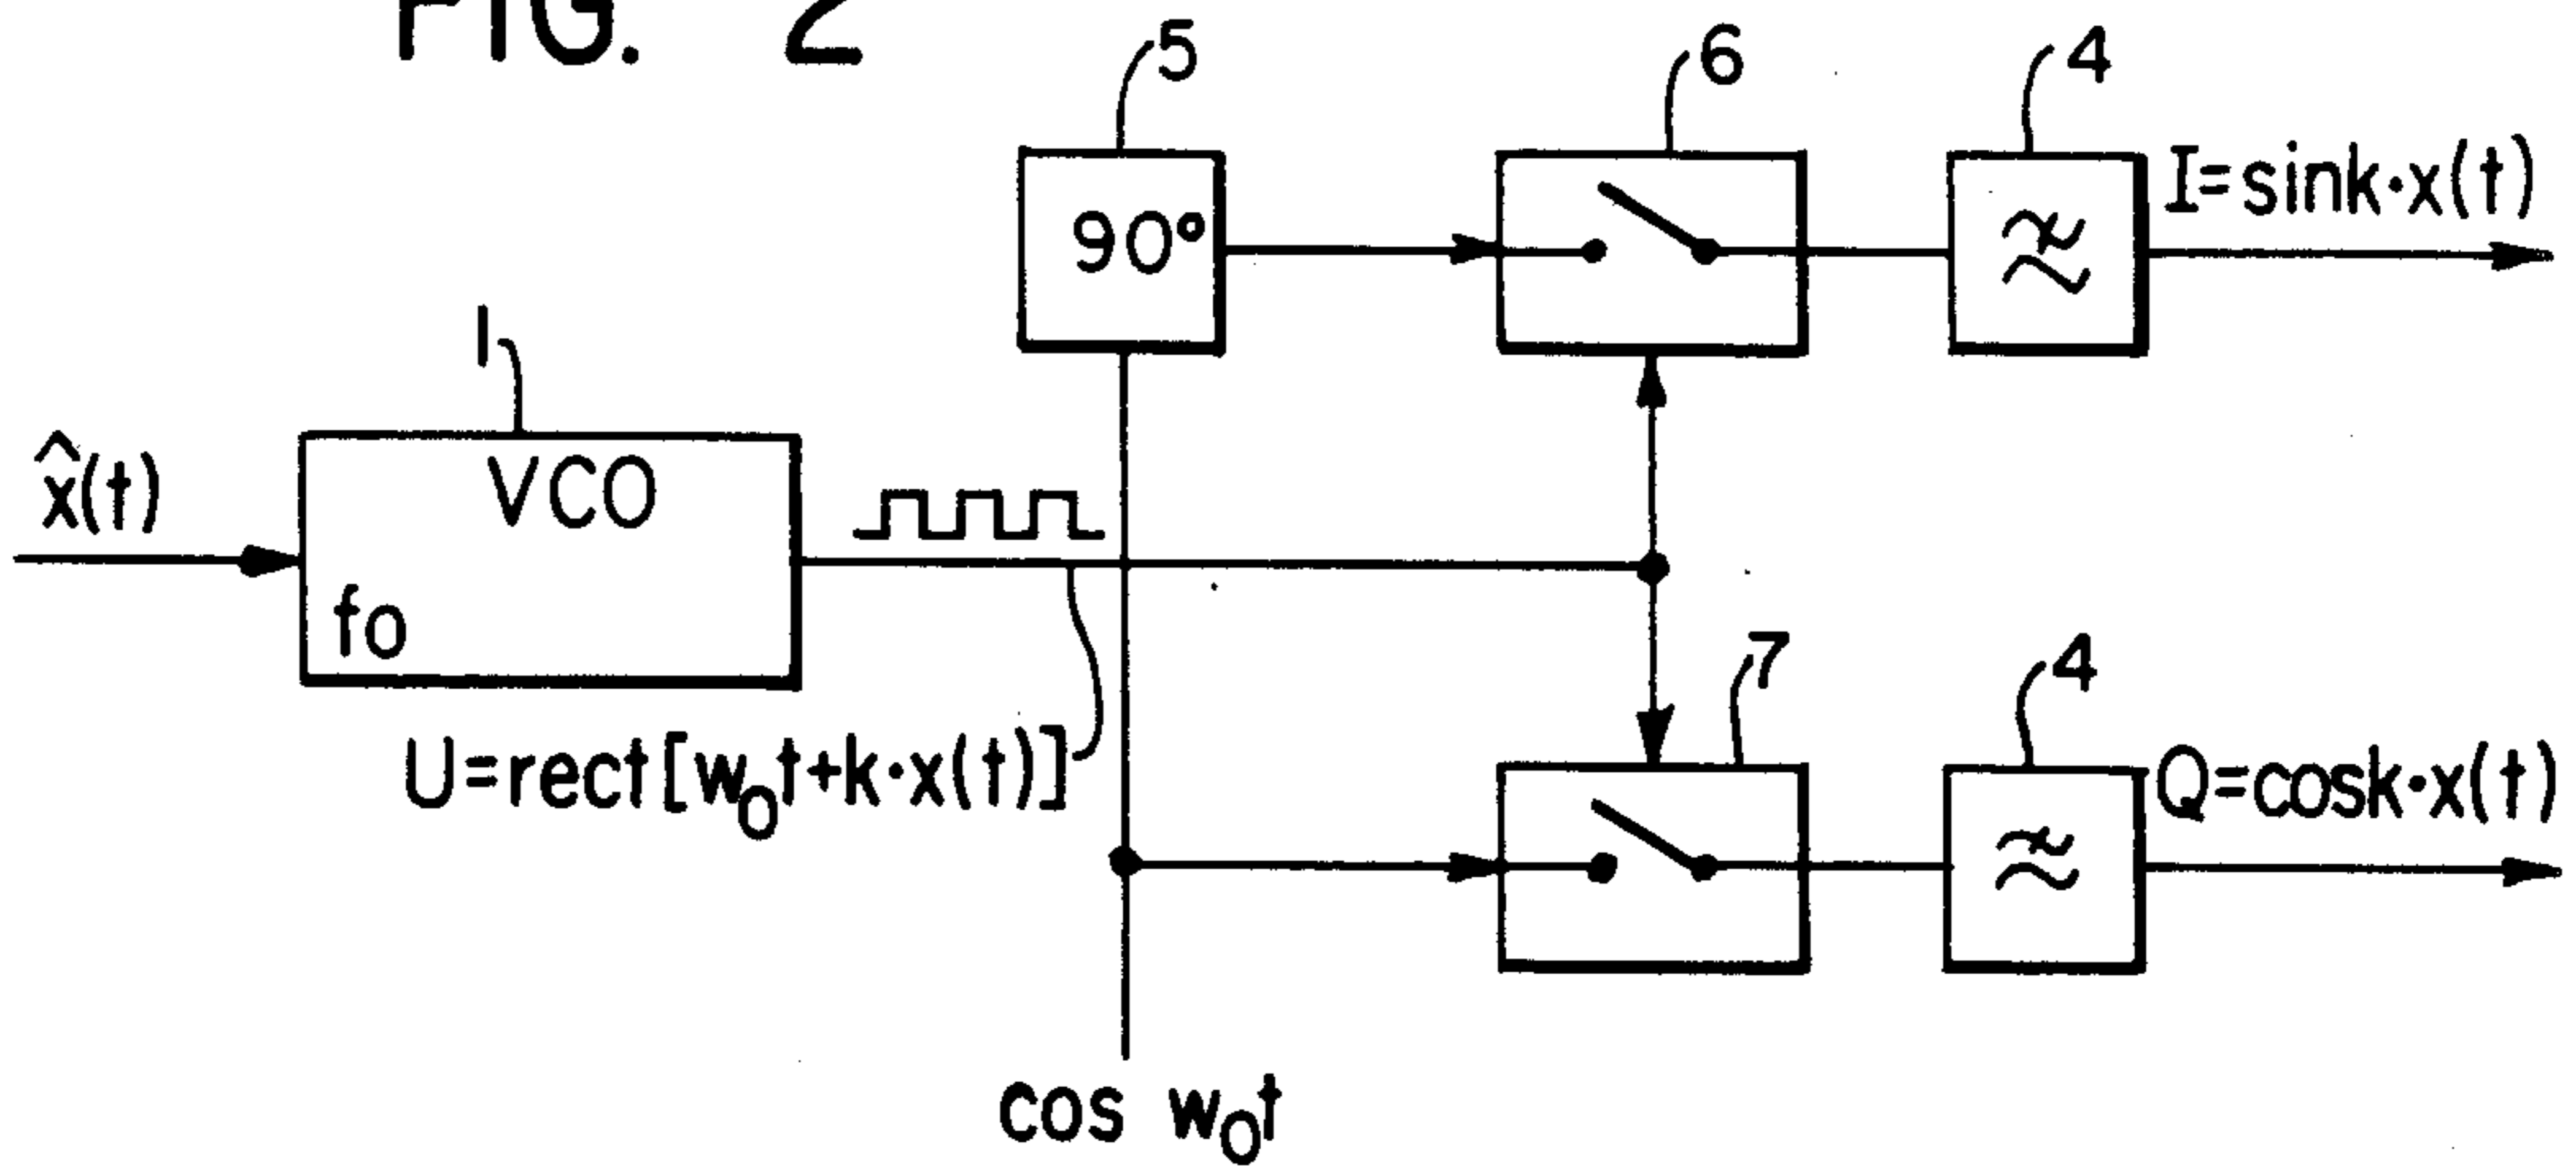 FIG. 2
5
6
4
90°
I=sink·x(t)
1
VCO
x̂(t)
fo
7
4
U=rect[w₀t+k·x(t)]
Q=cosk·x(t)
cos w₀t